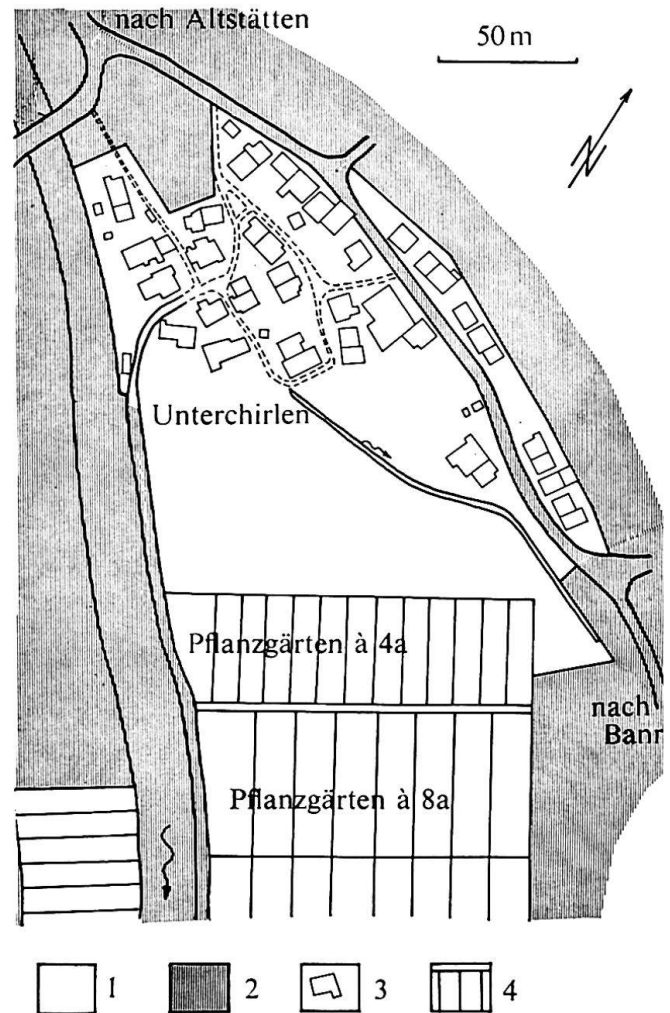 nach Altstätten
50 m
N
Unterchirlen
Pflanzgärten à 4a
nach
Banr
Pflanzgärten à 8a
1 2 3 4